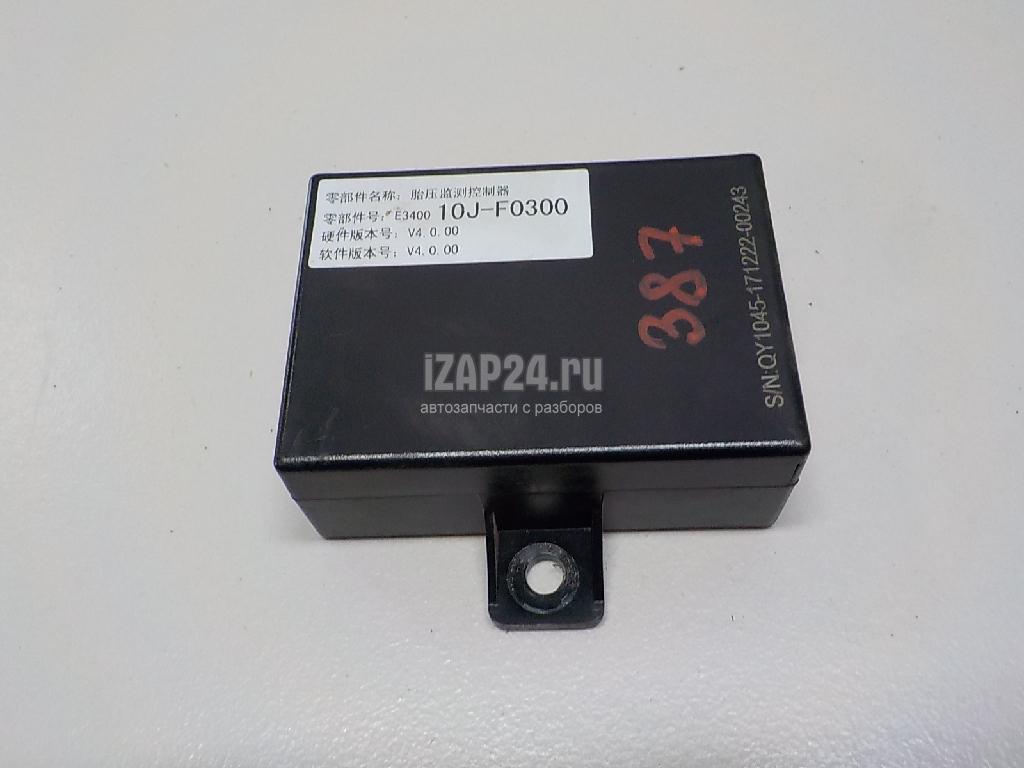 零部件名称: 胎压监测控制器
零部件号: E3400 10J-F0300
硬件版本号: V4.0.00
软件版本号: V4.0.00
387
S/N:QY1045-171222-00243
iZAP24.ru
автозапчасти с разборов